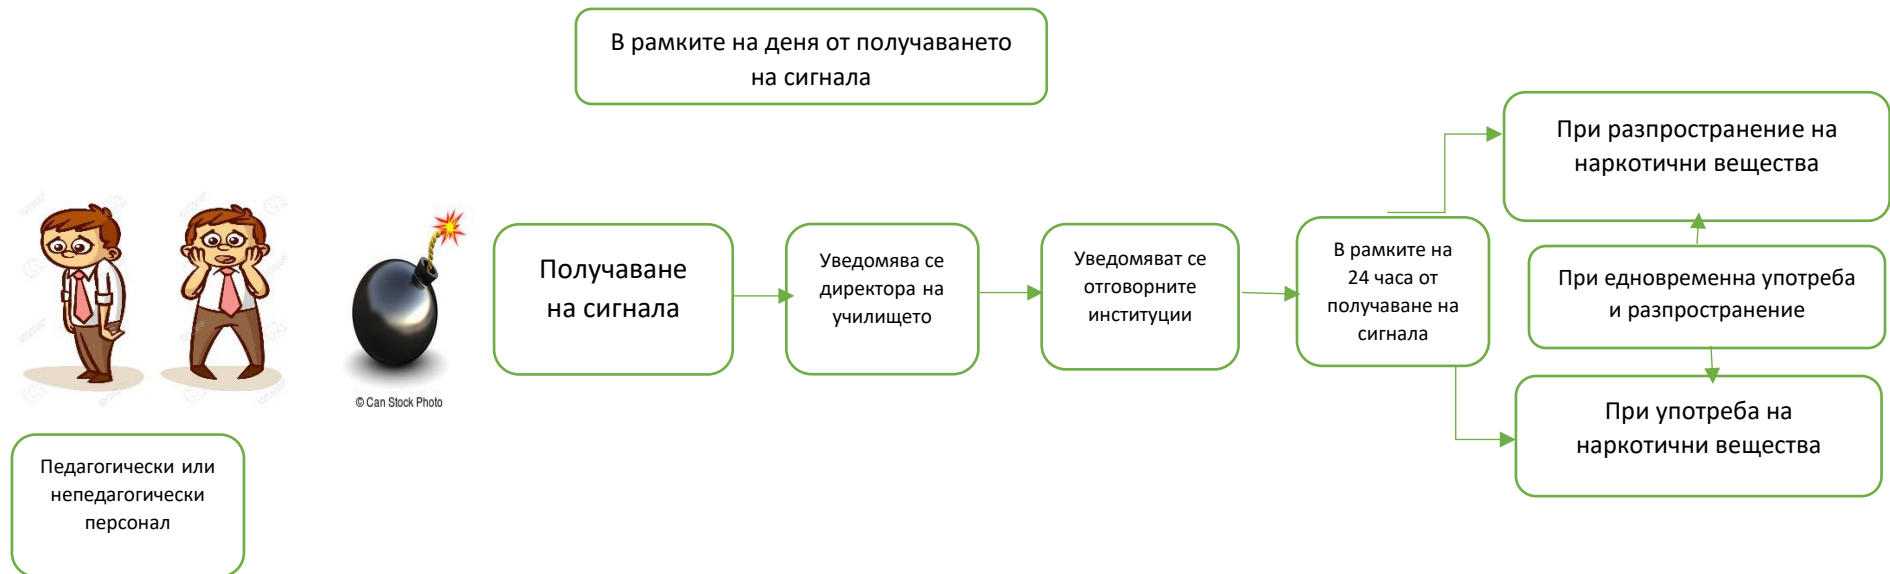 В рамките на деня от получаването
на сигнала
При разпространение на
наркотични вещества
Получаване
на сигнала
Уведомява се
директора на
училището
Уведомяват се
отговорните
институции
В рамките на
24 часа от
получаване на
сигнала
При едновременна употреба
и разпространение
При употреба на
наркотични вещества
© Can Stock Photo
Педагогически или
непедагогически
персонал